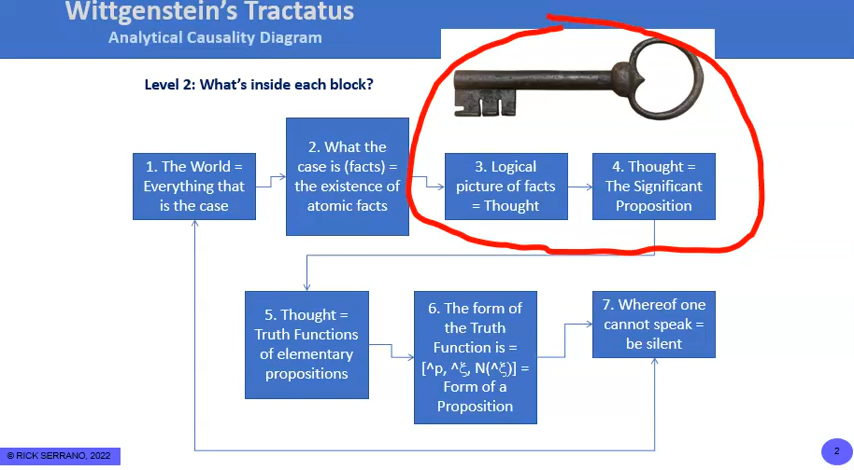 Wittgenstein's Tractatus
Analytical Causality Diagram
Level 2: What's inside each block?
1. The World =
Everything that
is the case
2. What the
case is (facts) =
the existence of
atomic facts
3. Logical
picture of facts
= Thought
4. Thought =
The Significant
Proposition
5. Thought =
Truth Functions
of elementary
propositions
6. The form of
the Truth
Function is =
[^p, ^ξ, N(^ξ)] =
Form of a
Proposition
7. Whereof one
cannot speak =
be silent
© RICK SERRANO, 2022
2